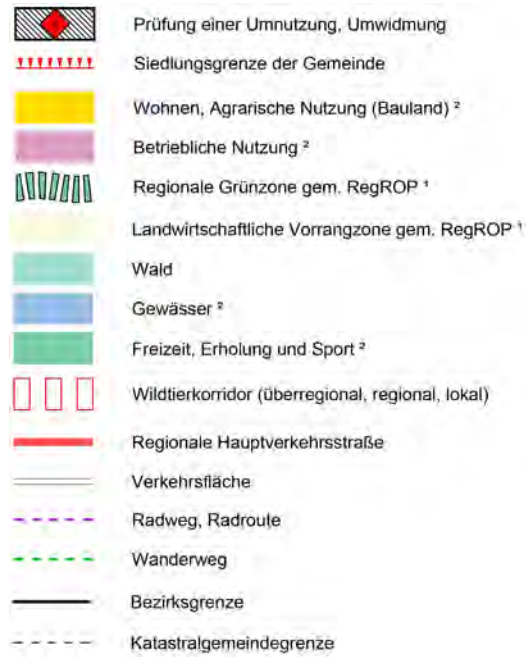 Prüfung einer Umnutzung, Umwidmung
Siedlungsgrenze der Gemeinde
Wohnen, Agrarische Nutzung (Bauland) ²
Betriebliche Nutzung ²
Regionale Grünzone gem. RegROP ¹
Landwirtschaftliche Vorrangzone gem. RegROP ¹
Wald
Gewässer ²
Freizeit, Erholung und Sport ²
Wildtierkorridor (überregional, regional, lokal)
Regionale Hauptverkehrsstraße
Verkehrsfläche
Radweg, Radroute
Wanderweg
Bezirksgrenze
Katastralgemeindegrenze